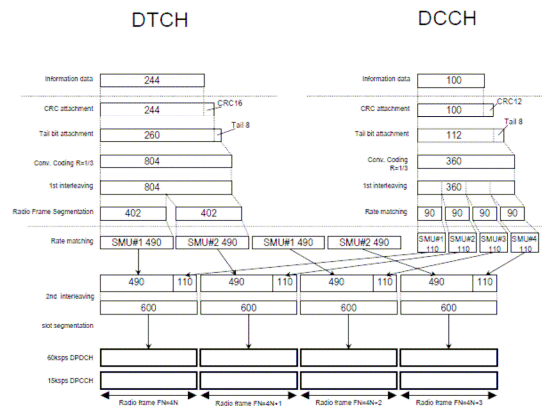 DTCH DCCH
Information data 244 Information data 100
CRC16 CRC12
CRC attachment 244 CRC attachment 100
Tail 8 Tail 8
Tail bit attachment 260 Tail bit attachment 112
Conv. Coding R=1/3 804 Conv. Coding R=1/3 360
1st interleaving 804 1st interleaving 360
Radio Frame Segmentation 402 402 Rate matching 90 90 90 90
Rate matching SMU#1 490 SMU#2 490 SMU#1 490 SMU#2 490 SMU#1 110 SMU#2 110 SMU#3 110 SMU#4 110
490 110 490 110 490 110 490 110
2nd interleaving
600 600 600 600
slot segmentation
60ksps DPDCH
15ksps DPCCH
Radio frame FN=4N Radio frame FN=4N+1 Radio frame FN=4N+2 Radio frame FN=4N+3